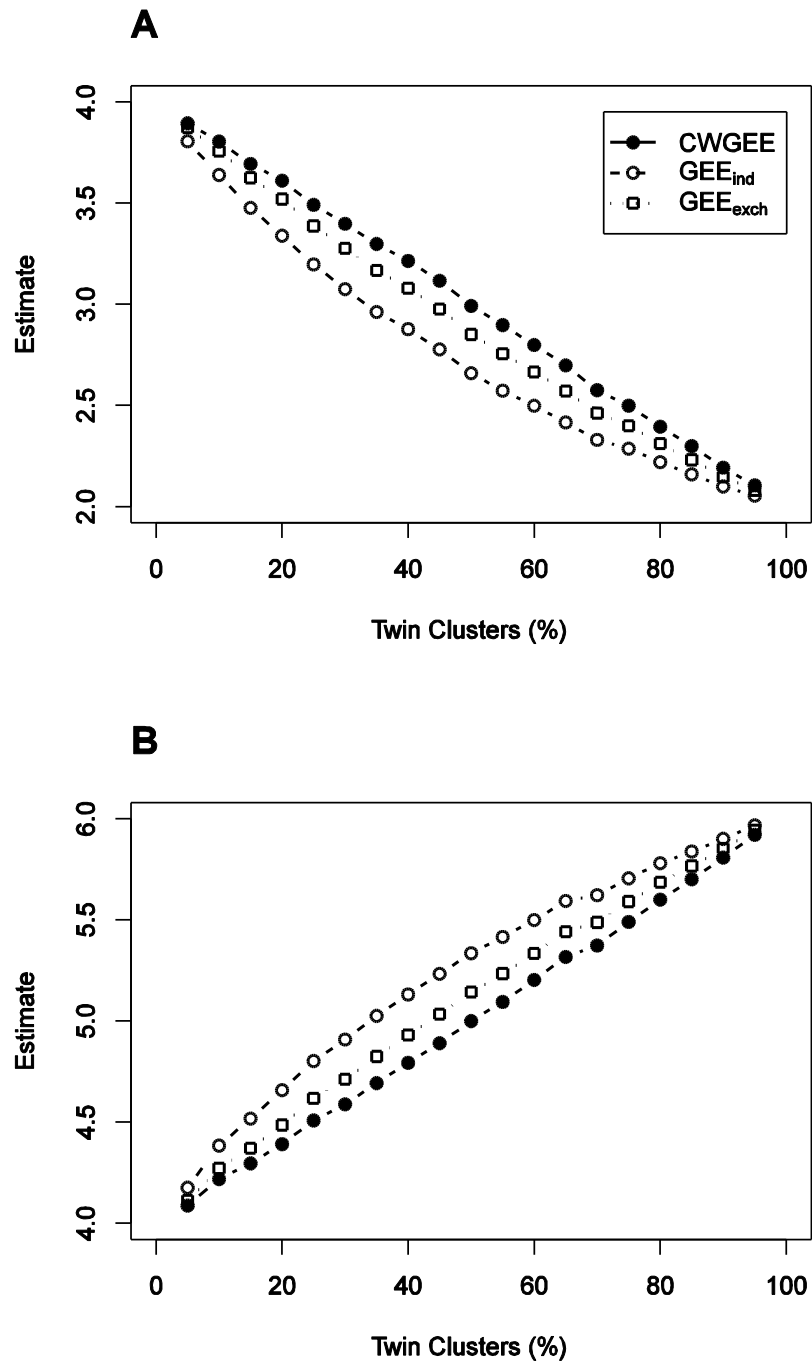 A
4.0
3.5
3.0
2.5
2.0
Estimate
CWGEE
GEEind
GEEexch
0 20 40 60 80 100
Twin Clusters (%)
B
6.0
5.5
5.0
4.5
4.0
Estimate
0 20 40 60 80 100
Twin Clusters (%)